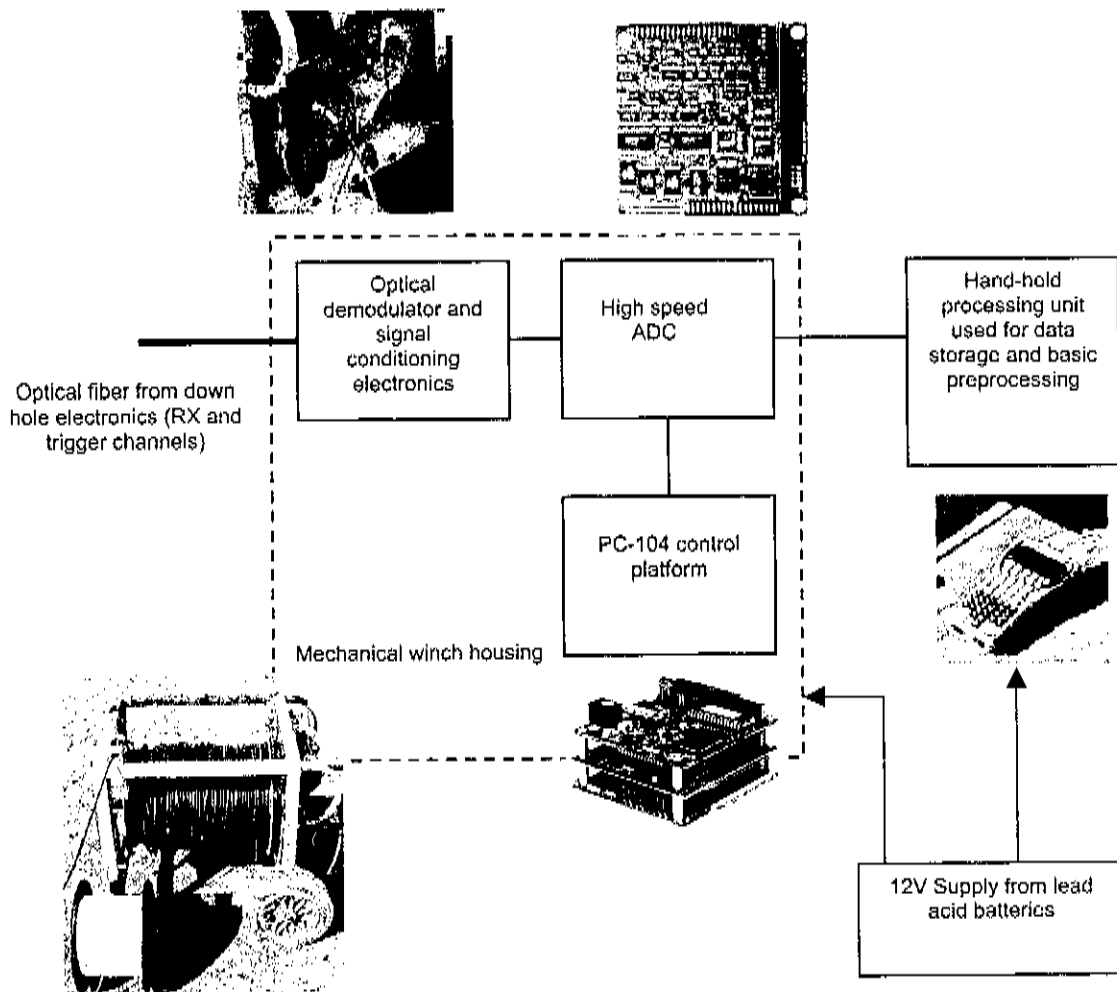 Optical
demodulator and
signal
conditioning
electronics
High speed
ADC
Hand-hold
processing unit
used for data
storage and basic
preprocessing
Optical fiber from down
hole electronics (RX and
trigger channels)
PC-104 control
platform
Mechanical winch housing
12V Supply from lead
acid batteries